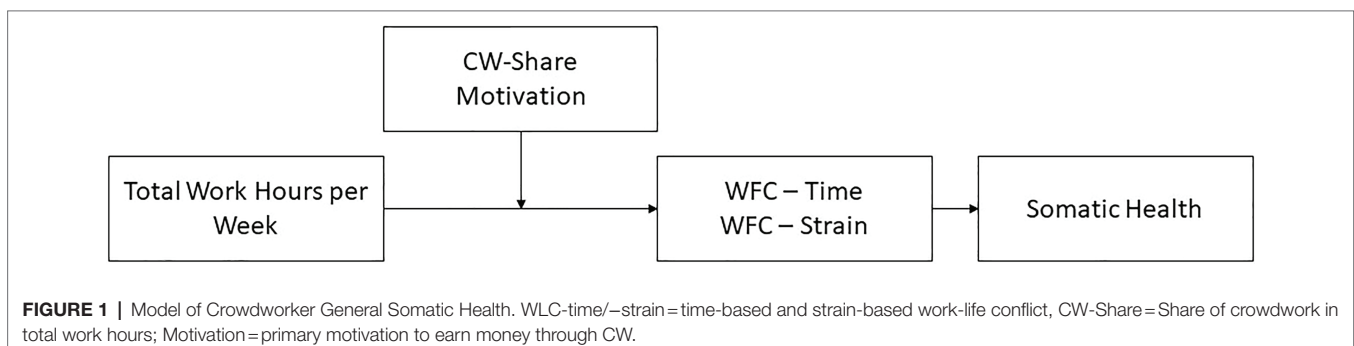 CW-Share
Motivation
Total Work Hours per
Week
WFC – Time
WFC – Strain
Somatic Health
FIGURE 1 | Model of Crowdworker General Somatic Health. WLC-time/–strain = time-based and strain-based work-life conflict, CW-Share = Share of crowdwork in
total work hours; Motivation = primary motivation to earn money through CW.